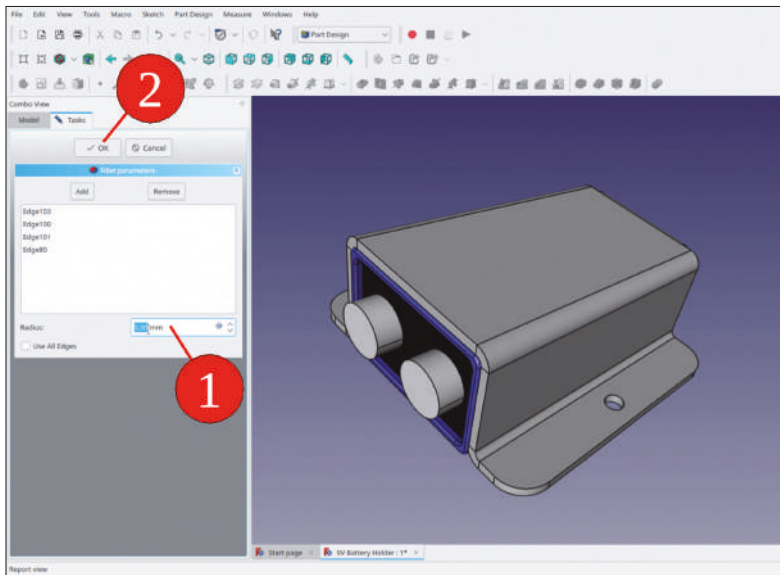 File Edit View Tools Macro Sketch Part Design Measure Windows Help
Part Design
2
Combo View
Model Tasks
OK Cancel
Fillet parameters
Add Remove
Edge103
Edge100
Edge101
Edge80
Radius: mm
Use All Edges
1
Start page 9V Battery Holder : 1*
Report view